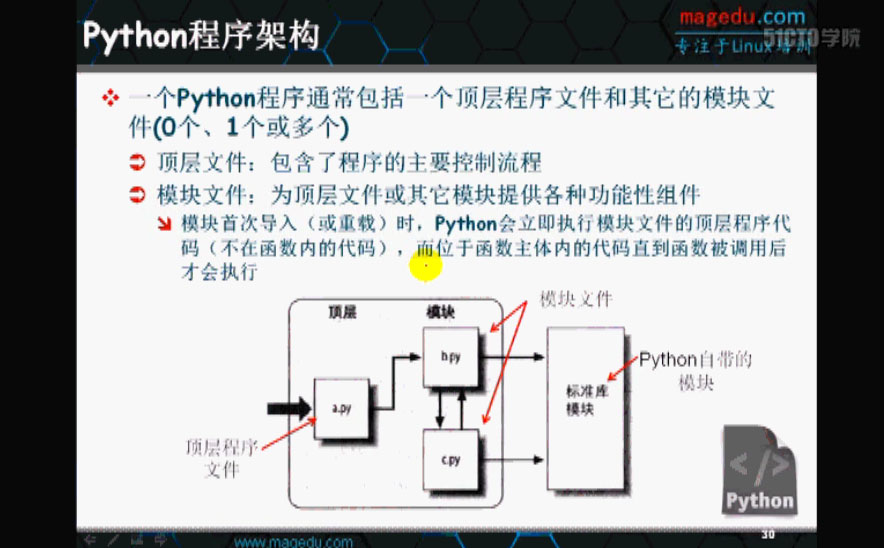 magedu.com
51CTO学院
Python程序架构
专注于Linux培训
一个Python程序通常包括一个顶层程序文件和其它的模块文
件(0个、1个或多个)
顶层文件：包含了程序的主要控制流程
模块文件：为顶层文件或其它模块提供各种功能性组件
模块首次导入（或重载）时，Python会立即执行模块文件的顶层程序代
码（不在函数内的代码），而位于函数主体内的代码直到函数被调用后
才会执行
顶层
模块
模块文件
b.py
Python自带的
模块
标准库
模块
a.py
顶层程序
文件
c.py
</>
Python
30
www.magedu.com